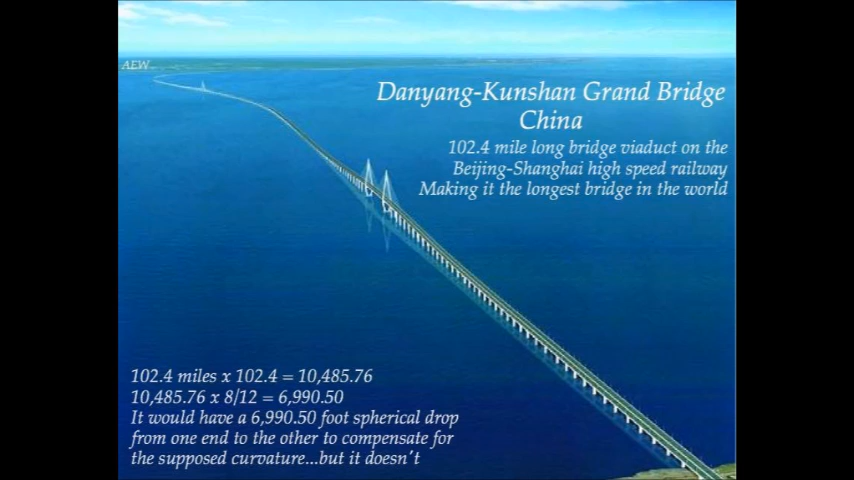 AEW
Danyang-Kunshan Grand Bridge
China
102.4 mile long bridge viaduct on the
Beijing-Shanghai high speed railway
Making it the longest bridge in the world
102.4 miles x 102.4 = 10,485.76
10,485.76 x 8/12 = 6,990.50
It would have a 6,990.50 foot spherical drop
from one end to the other to compensate for
the supposed curvature...but it doesn't